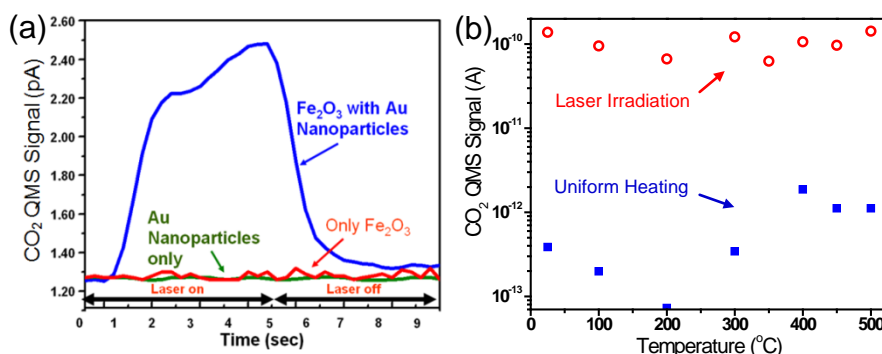 (a)
2.60
2.40
2.20
2.00
1.80
1.60
1.40
1.20
CO₂ QMS Signal (pA)
Fe₂O₃ with Au
Nanoparticles
Au
Nanoparticles
only
Only Fe₂O₃
Laser on
Laser off
0 1 2 3 4 5 6 7 8 9
Time (sec)
(b)
10⁻¹⁰
10⁻¹¹
10⁻¹²
10⁻¹³
CO₂ QMS Signal (A)
Laser Irradiation
Uniform Heating
0 100 200 300 400 500
Temperature (°C)